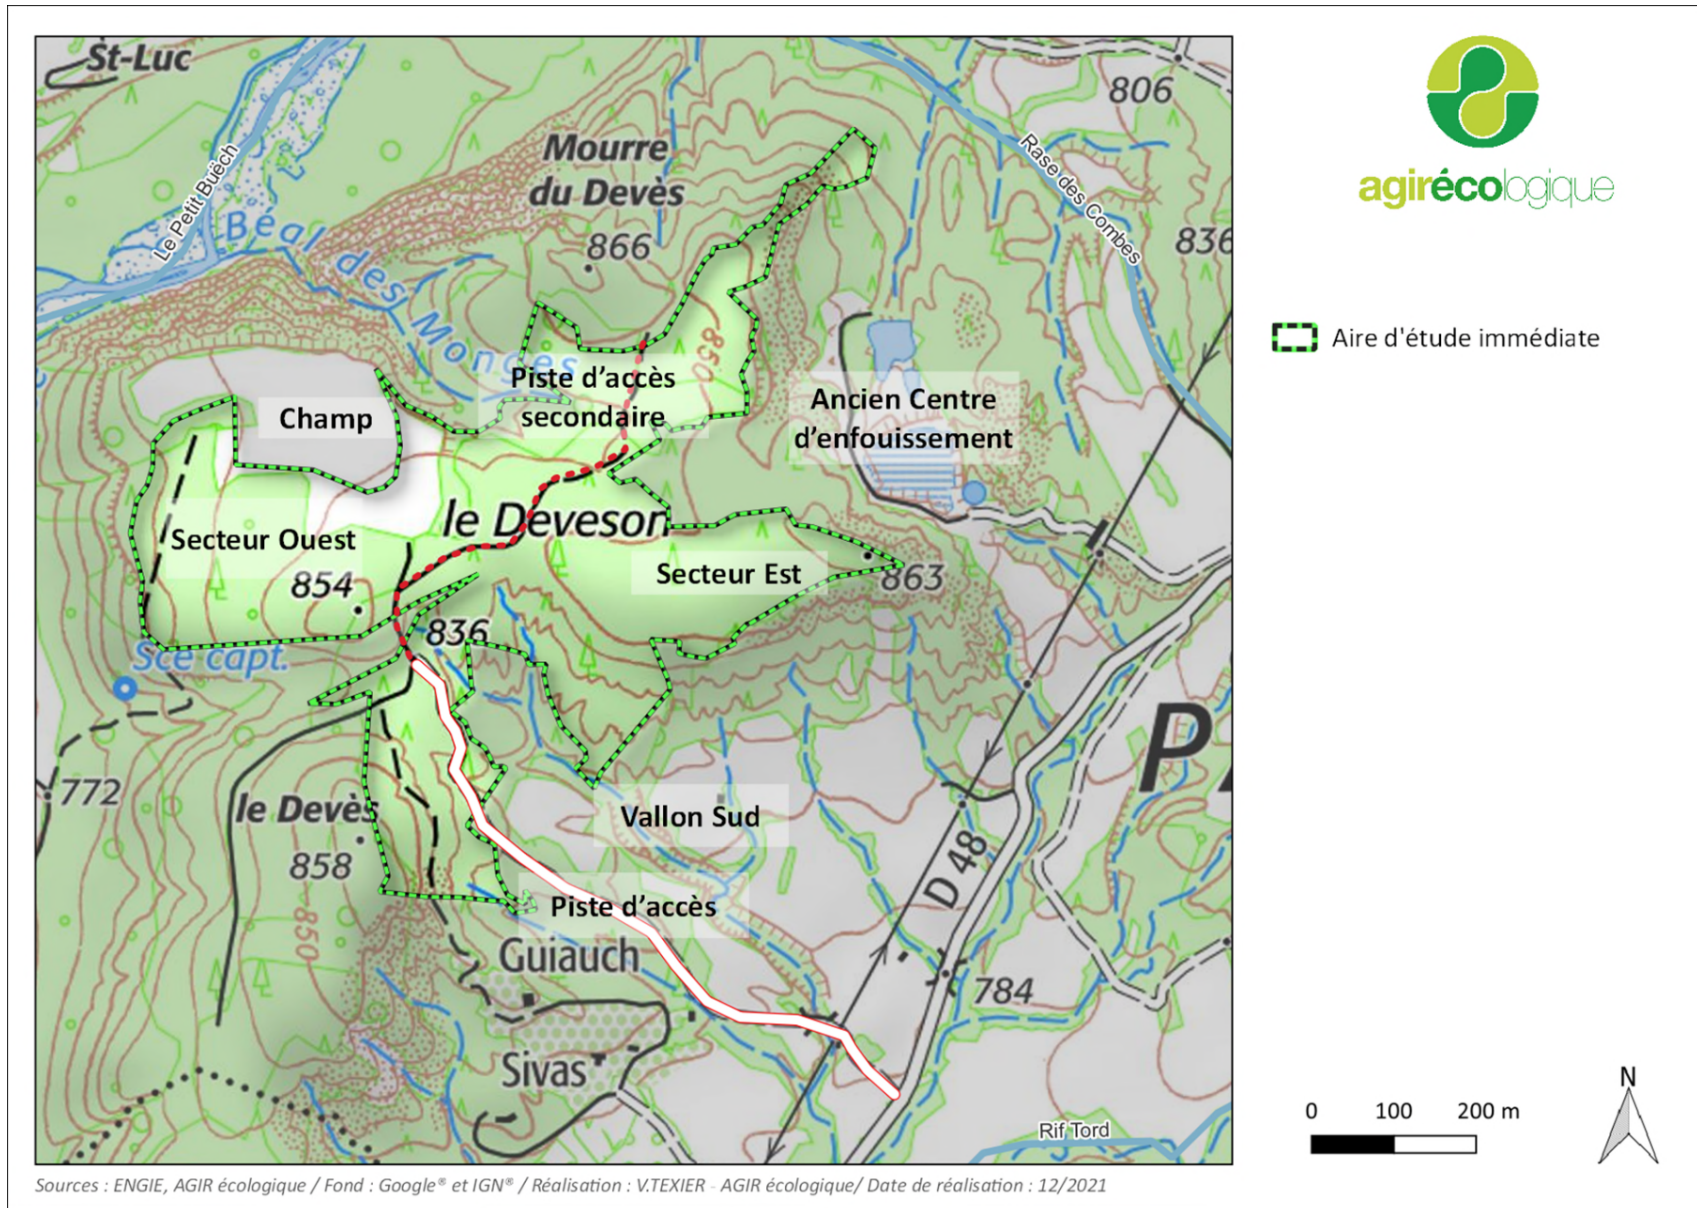 St-Luc
806
Mourre
du Devès
866
Le Petit Buëch
Béal des Monges
Rase des Combes
836
850
Piste d'accès
secondaire
Champ
Ancien Centre
d'enfouissement
le Deveson
Secteur Ouest
854
Secteur Est
863
836
Sce capt.
772
le Devès
858
850
Vallon Sud
Piste d'accès
D 48
Guiauch
784
Sivas
Rif Tord
agirécologique
Aire d'étude immédiate
N
0 100 200 m
Sources : ENGIE, AGIR écologique / Fond : Google® et IGN® / Réalisation : V.TEXIER - AGIR écologique/ Date de réalisation : 12/2021